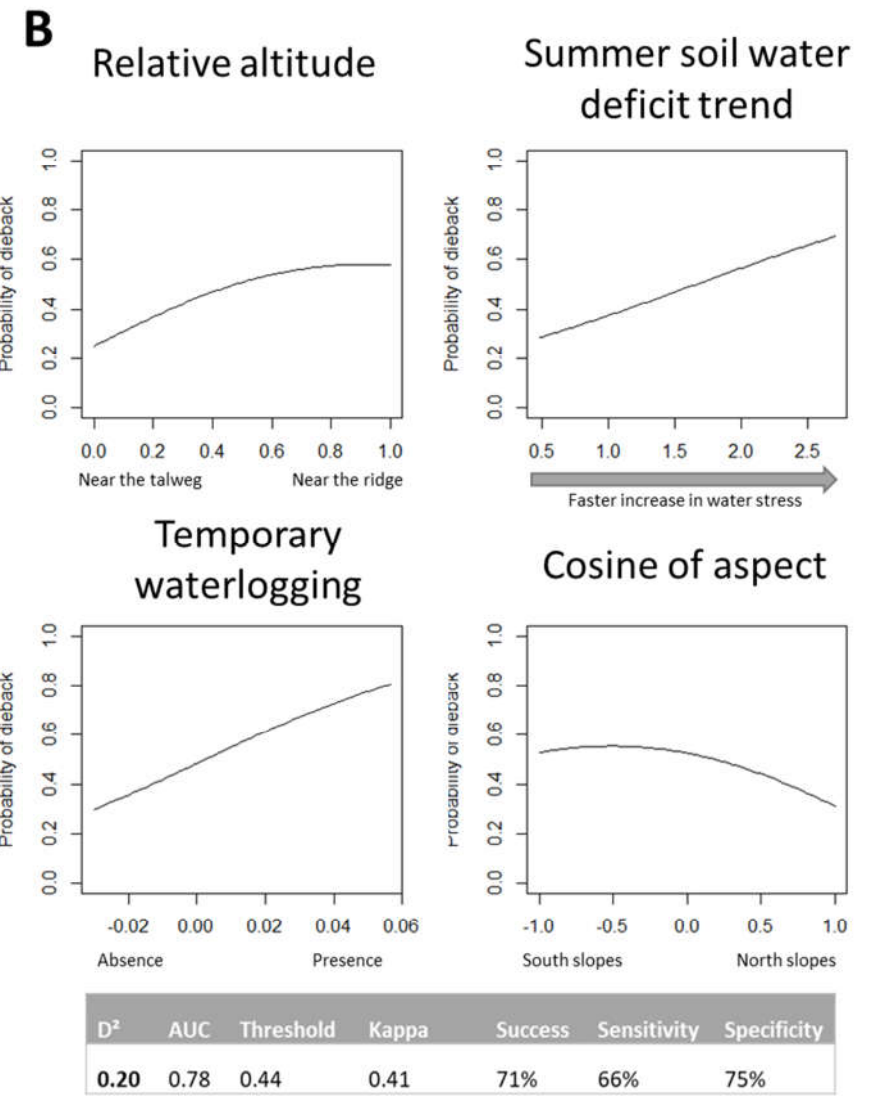 B
Relative altitude
Summer soil water
deficit trend
Probability of dieback
0.0 0.2 0.4 0.6 0.8 1.0
0.0 0.2 0.4 0.6 0.8 1.0
Near the talweg Near the ridge
Probability of dieback
0.0 0.2 0.4 0.6 0.8 1.0
0.5 1.0 1.5 2.0 2.5
Faster increase in water stress
Temporary
waterlogging
Cosine of aspect
Probability of dieback
0.0 0.2 0.4 0.6 0.8 1.0
-0.02 0.00 0.02 0.04 0.06
Absence Presence
Probability of dieback
0.0 0.2 0.4 0.6 0.8 1.0
-1.0 -0.5 0.0 0.5 1.0
South slopes North slopes
D² AUC Threshold Kappa Success Sensitivity Specificity
0.20 0.78 0.44 0.41 71% 66% 75%